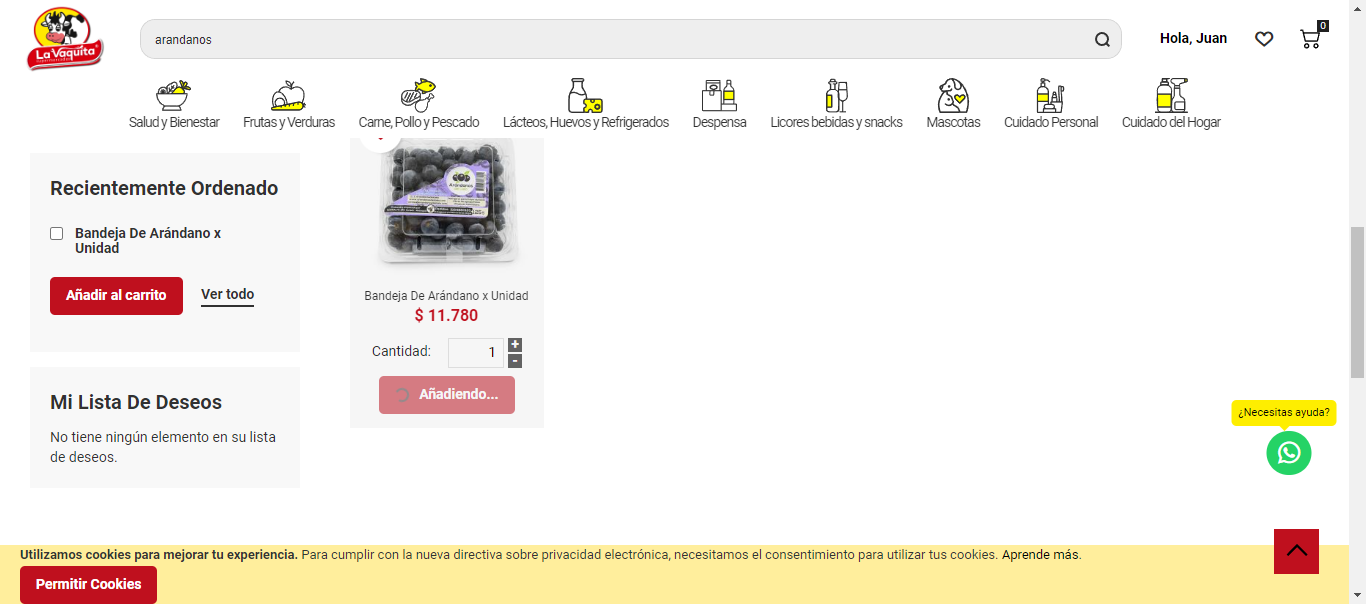 La Vaquita
arandanos
Hola, Juan
0
Salud y Bienestar
Frutas y Verduras
Carne, Pollo y Pescado
Lácteos, Huevos y Refrigerados
Despensa
Licores bebidas y snacks
Mascotas
Cuidado Personal
Cuidado del Hogar
Recientemente Ordenado
Bandeja De Arándano x
Unidad
Añadir al carrito
Ver todo
Mi Lista De Deseos
No tiene ningún elemento en su lista
de deseos.
Arándanos
Bandeja De Arándano x Unidad
$ 11.780
Cantidad:
1
+
-
Añadiendo...
¿Necesitas ayuda?
Utilizamos cookies para mejorar tu experiencia. Para cumplir con la nueva directiva sobre privacidad electrónica, necesitamos el consentimiento para utilizar tus cookies. Aprende más.
Permitir Cookies